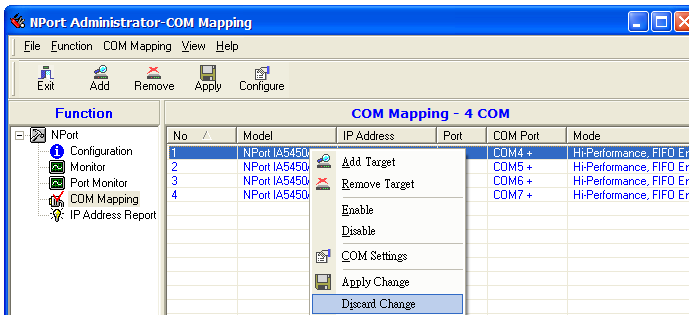 NPort Administrator-COM Mapping
File Function COM Mapping View Help
Exit Add Remove Apply Configure
Function COM Mapping - 4 COM
NPort
Configuration
Monitor
Port Monitor
COM Mapping
IP Address Report
No Model IP Address Port COM Port Mode
1 NPort IA5450 COM4 + Hi-Performance, FIFO En
2 NPort IA5450 COM5 + Hi-Performance, FIFO En
3 NPort IA5450 COM6 + Hi-Performance, FIFO En
4 NPort IA5450 COM7 + Hi-Performance, FIFO En
Add Target
Remove Target
Enable
Disable
COM Settings
Apply Change
Discard Change